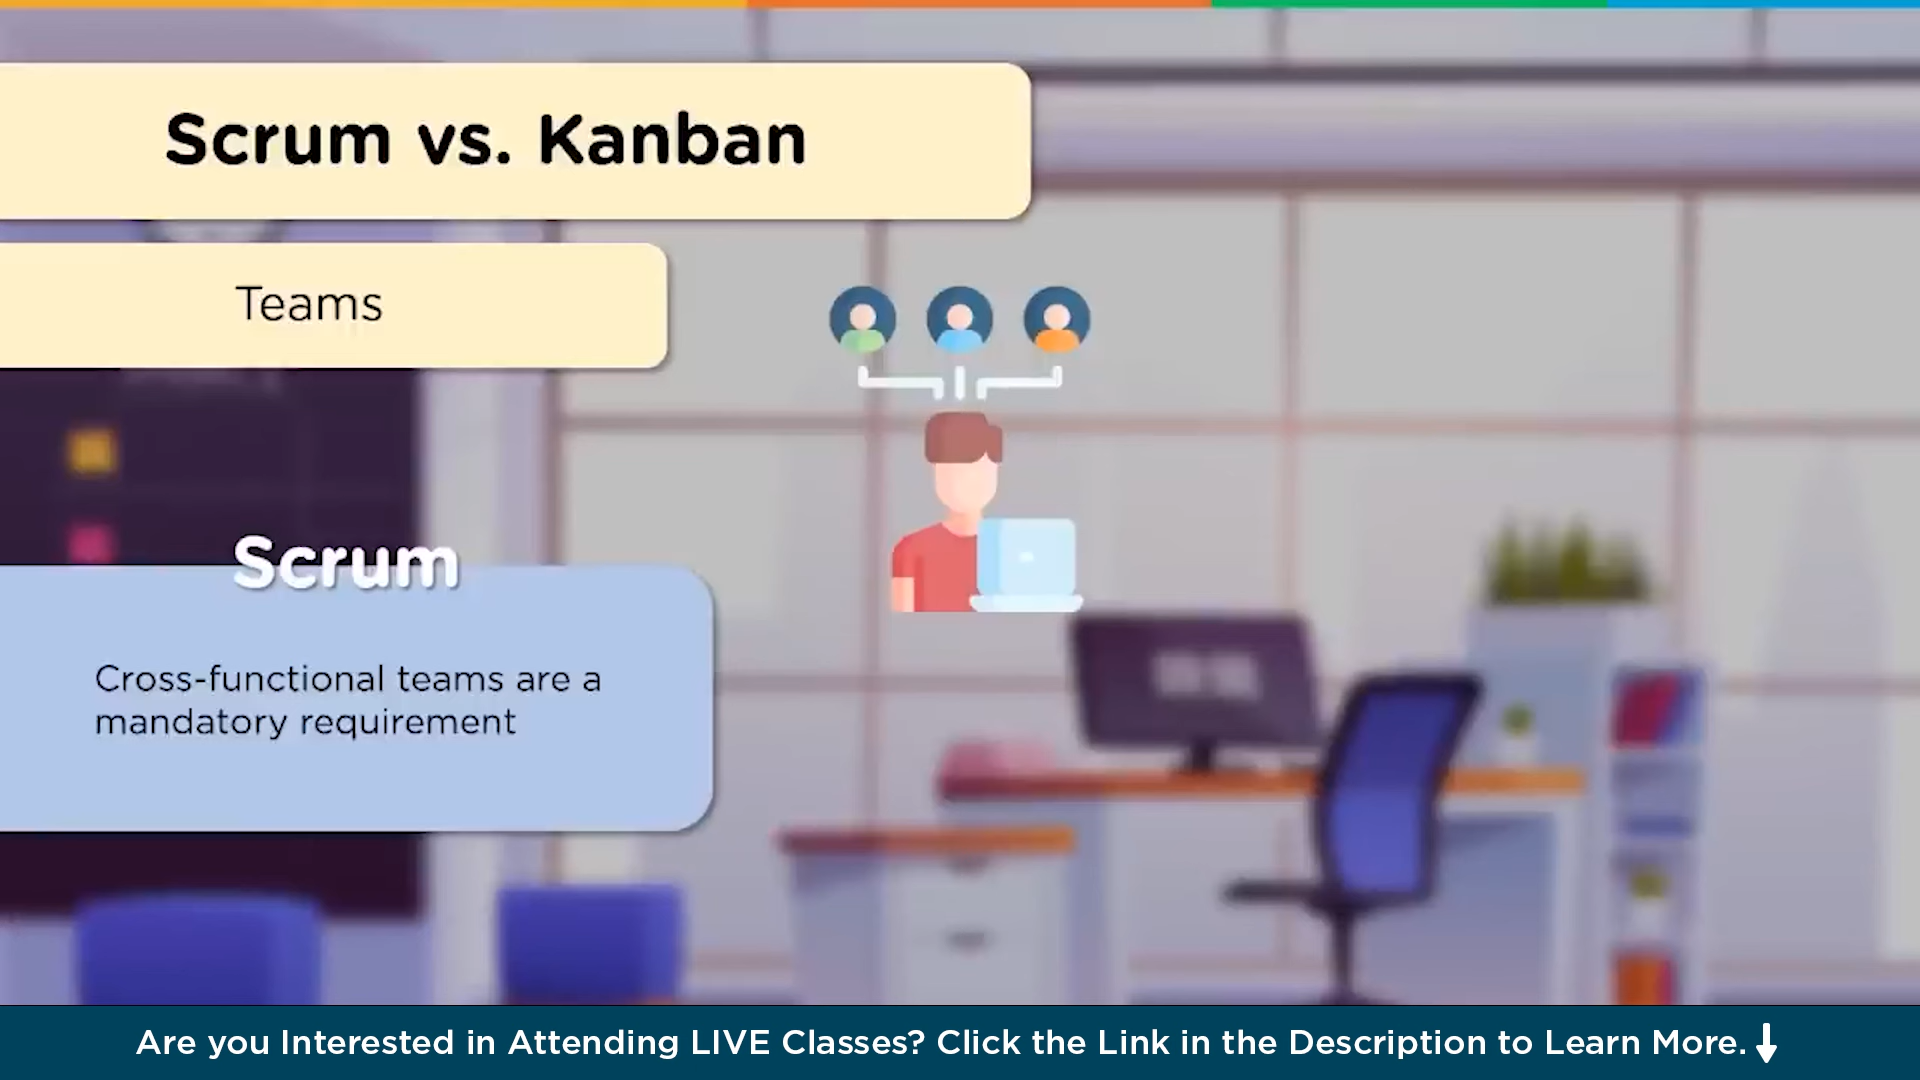 Scrum vs. Kanban
Teams
Scrum
Cross-functional teams are a
mandatory requirement
Are you Interested in Attending LIVE Classes? Click the Link in the Description to Learn More.